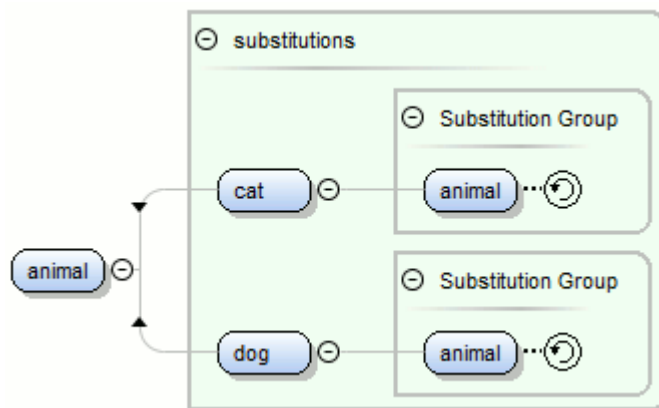 substitutions
Substitution Group
cat
animal
animal
Substitution Group
dog
animal